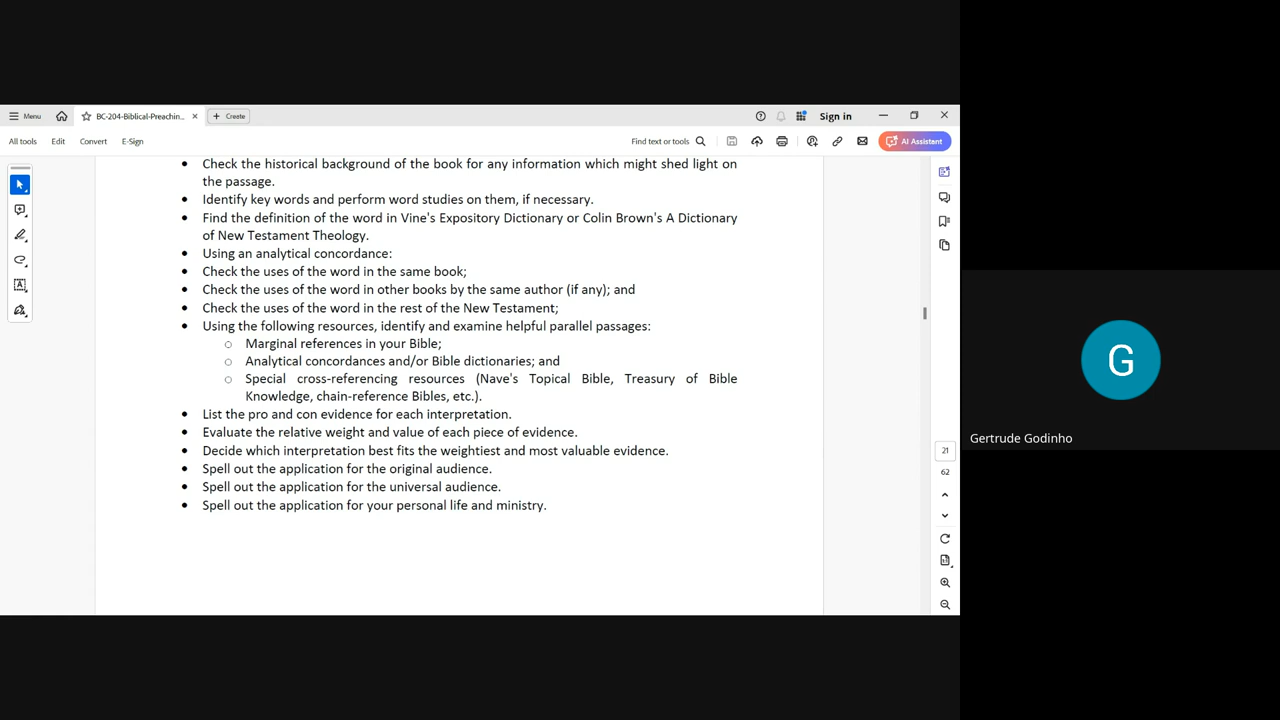 Menu
BC-204-Biblical-Preachin...
Create
Sign in
All tools
Edit
Convert
E-Sign
Find text or tools
AI Assistant
• Check the historical background of the book for any information which might shed light on
the passage.
• Identify key words and perform word studies on them, if necessary.
• Find the definition of the word in Vine's Expository Dictionary or Colin Brown's A Dictionary
of New Testament Theology.
• Using an analytical concordance:
• Check the uses of the word in the same book;
• Check the uses of the word in other books by the same author (if any); and
• Check the uses of the word in the rest of the New Testament;
• Using the following resources, identify and examine helpful parallel passages:
○ Marginal references in your Bible;
○ Analytical concordances and/or Bible dictionaries; and
○ Special cross-referencing resources (Nave's Topical Bible, Treasury of Bible
Knowledge, chain-reference Bibles, etc.).
• List the pro and con evidence for each interpretation.
• Evaluate the relative weight and value of each piece of evidence.
• Decide which interpretation best fits the weightiest and most valuable evidence.
• Spell out the application for the original audience.
• Spell out the application for the universal audience.
• Spell out the application for your personal life and ministry.
21
62
G
Gertrude Godinho